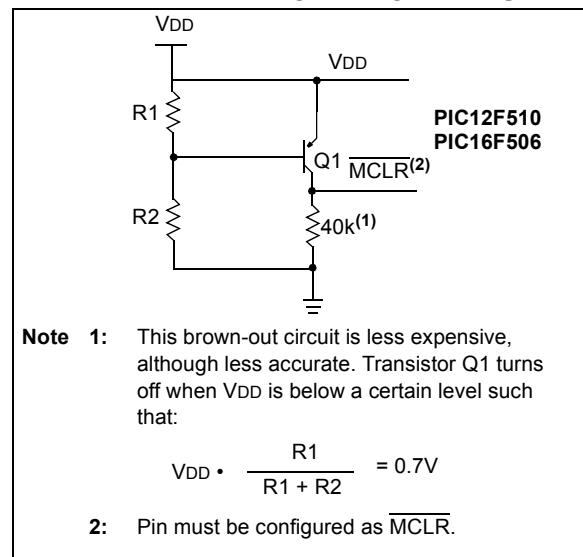 VDD
VDD
R1
PIC12F510
PIC16F506
Q1
MCLR(2)
R2
40k(1)
Note 1: This brown-out circuit is less expensive,
although less accurate. Transistor Q1 turns
off when VDD is below a certain level such
that:
VDD • R1 / R1 + R2 = 0.7V
2: Pin must be configured as MCLR.